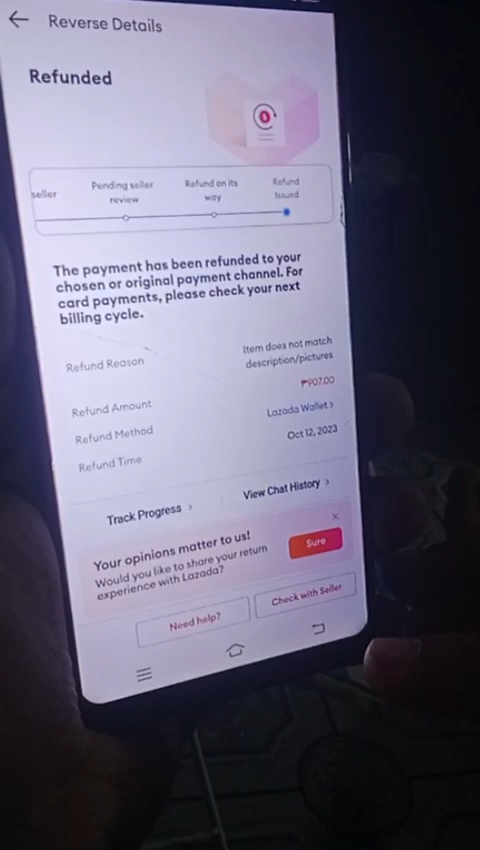 Reverse Details
Refunded
seller
Pending seller
review
Refund on its
way
Refund
Issued
The payment has been refunded to your
chosen or original payment channel. For
card payments, please check your next
billing cycle.
Refund Reason
Item does not match
description/pictures
Refund Amount
₱907.00
Refund Method
Lazada Wallet >
Refund Time
Oct 12, 2023
Track Progress >
View Chat History >
Your opinions matter to us!
Would you like to share your return
experience with Lazada?
Sure
Need help?
Check with Seller